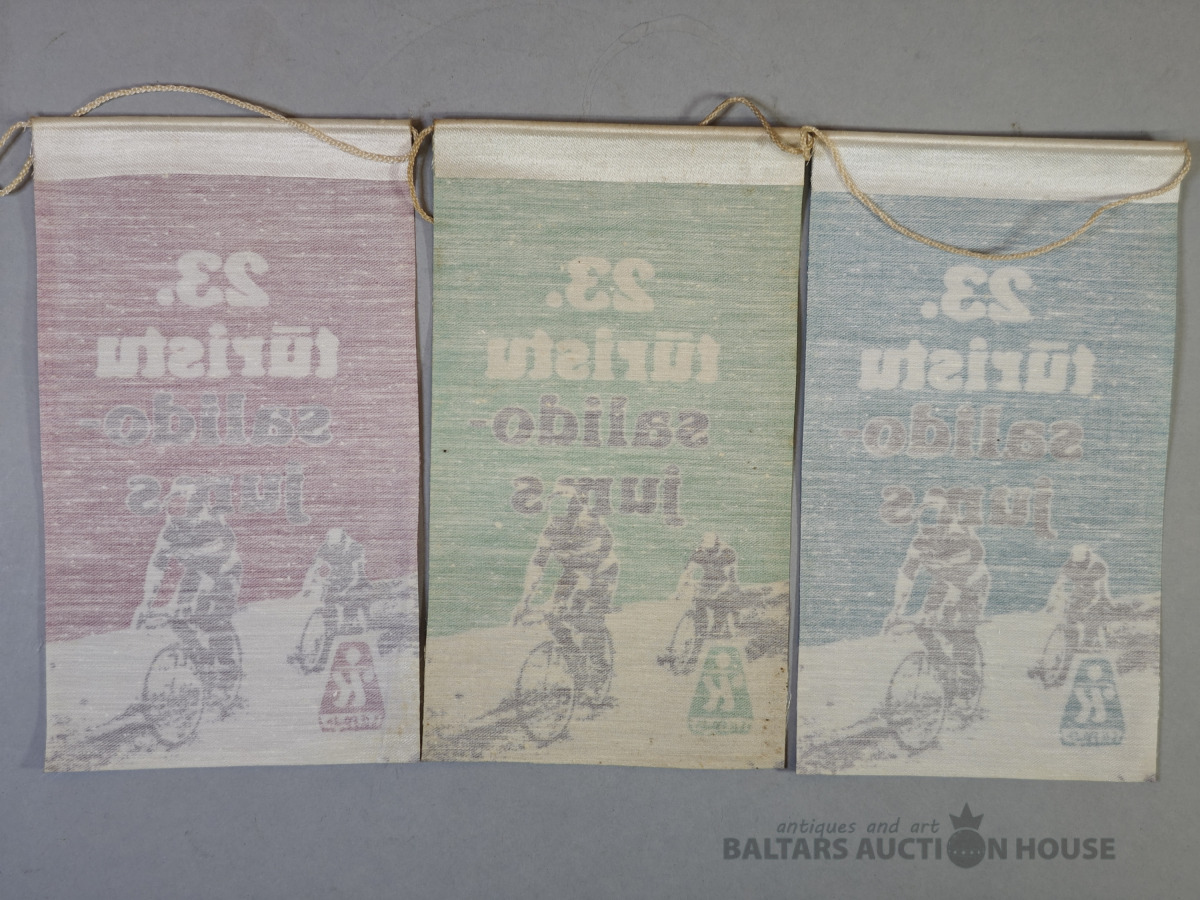 23.
tūristu
salido-
jums
23.
tūristu
salido-
jums
23.
tūristu
salido-
jums
antiques and art
BALTARS AUCTION HOUSE